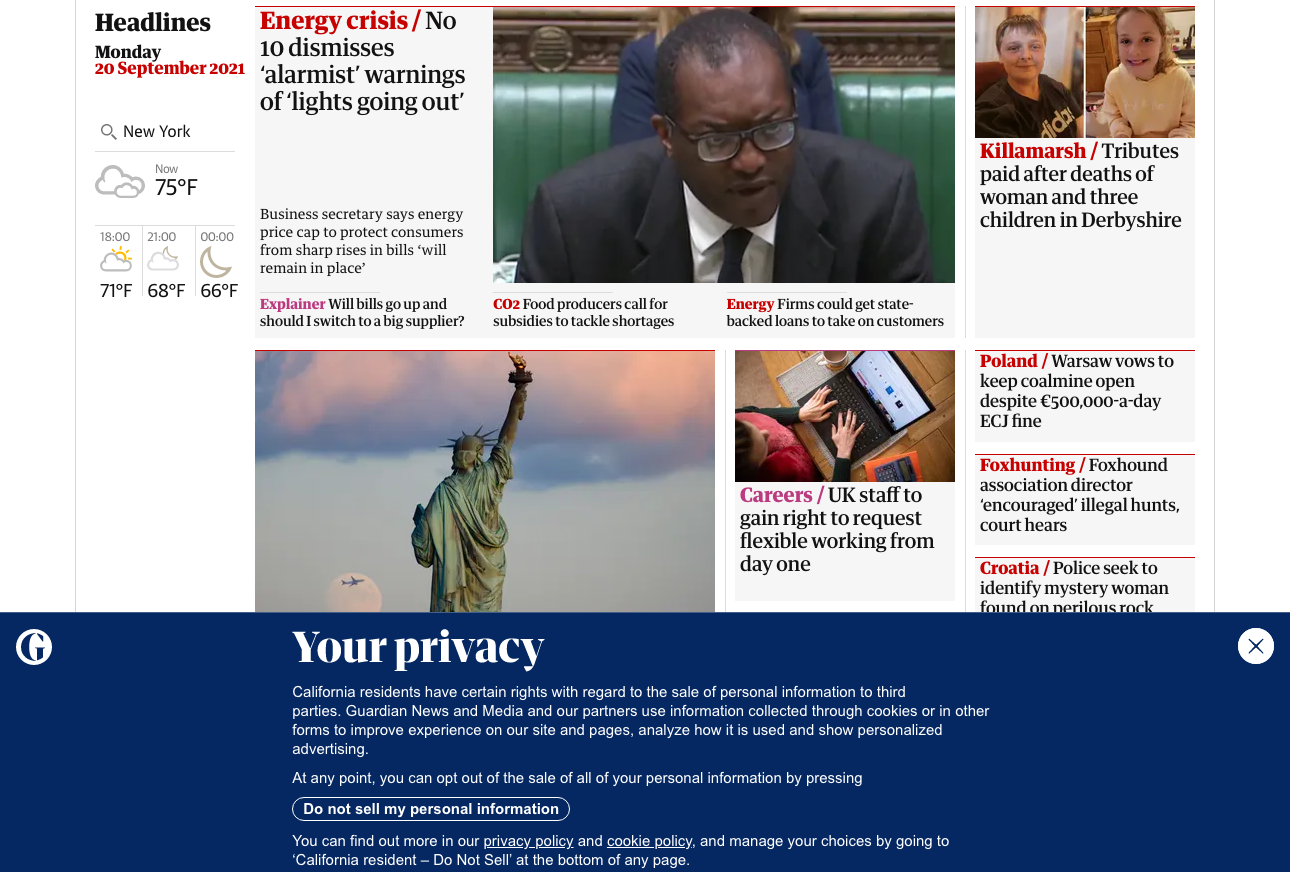 Headlines
Monday
20 September 2021
New York
Now
75°F
18:00
21:00
00:00
71°F
68°F
66°F
Energy crisis / No
10 dismisses
‘alarmist’ warnings
of ‘lights going out’
Business secretary says energy
price cap to protect consumers
from sharp rises in bills ‘will
remain in place’
Explainer Will bills go up and
should I switch to a big supplier?
CO2 Food producers call for
subsidies to tackle shortages
Energy Firms could get state-
backed loans to take on customers
adidas
Killamarsh / Tributes
paid after deaths of
woman and three
children in Derbyshire
Careers / UK staff to
gain right to request
flexible working from
day one
Poland / Warsaw vows to
keep coalmine open
despite €500,000-a-day
ECJ fine
Foxhunting / Foxhound
association director
‘encouraged’ illegal hunts,
court hears
Croatia / Police seek to
identify mystery woman
found on perilous rock
Your privacy
California residents have certain rights with regard to the sale of personal information to third
parties. Guardian News and Media and our partners use information collected through cookies or in other
forms to improve experience on our site and pages, analyze how it is used and show personalized
advertising.
At any point, you can opt out of the sale of all of your personal information by pressing
Do not sell my personal information
You can find out more in our privacy policy and cookie policy, and manage your choices by going to
‘California resident – Do Not Sell’ at the bottom of any page.